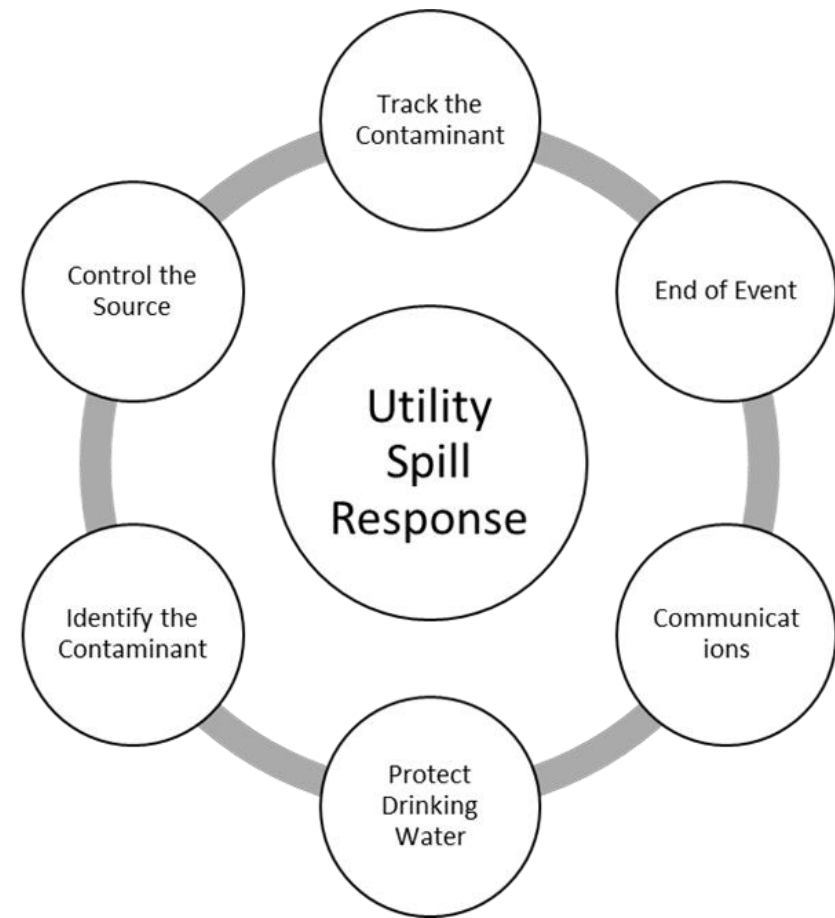 Track the
Contaminant
Control the
Source
End of Event
Utility
Spill
Response
Identify the
Contaminant
Communicat
ions
Protect
Drinking
Water